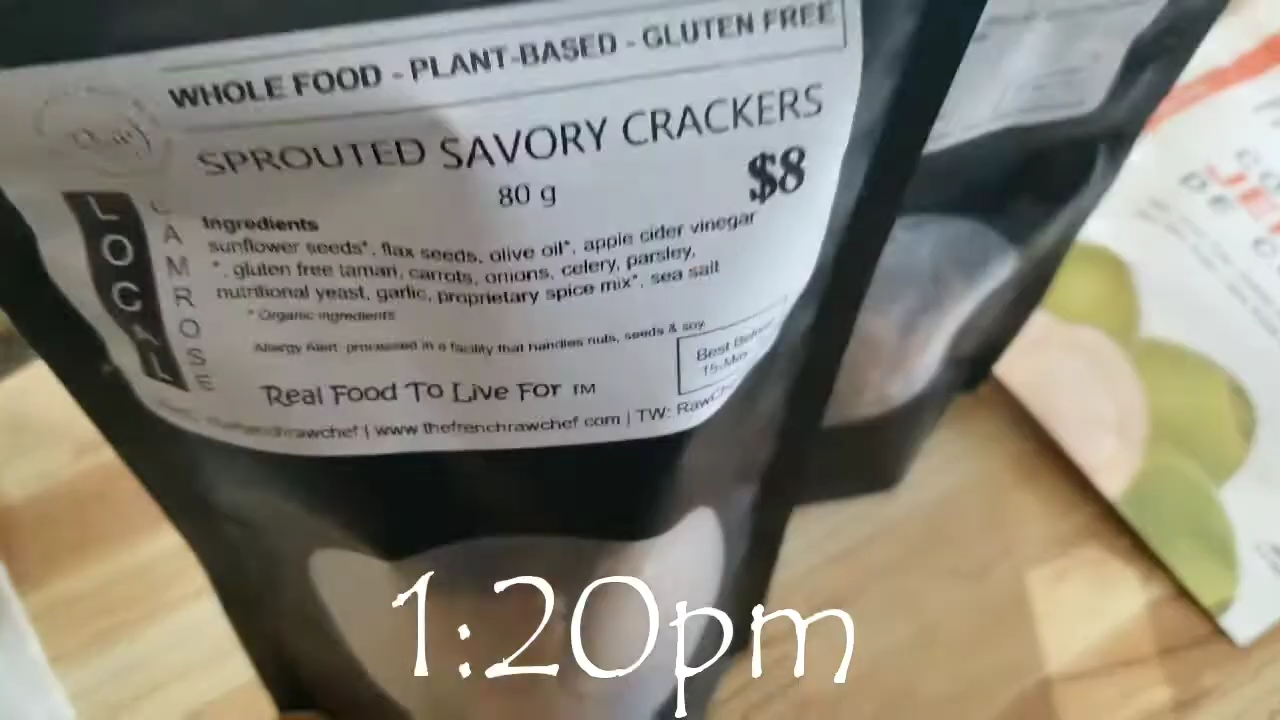 WHOLE FOOD - PLANT-BASED - GLUTEN FREE
SPROUTED SAVORY CRACKERS
80 g
$8
LOCAL
CAMROSE
Ingredients
sunflower seeds*, flax seeds, olive oil*, apple cider vinegar
*, gluten free tamari, carrots, onions, celery, parsley,
nutritional yeast, garlic, proprietary spice mix*, sea salt
* Organic ingredients
Allergy Alert: processed in a facility that handles nuts, seeds & soy
Best Before
15-Mar
Real Food To Live For TM
www.thefrenchrawchef.com | TW:
1:20pm